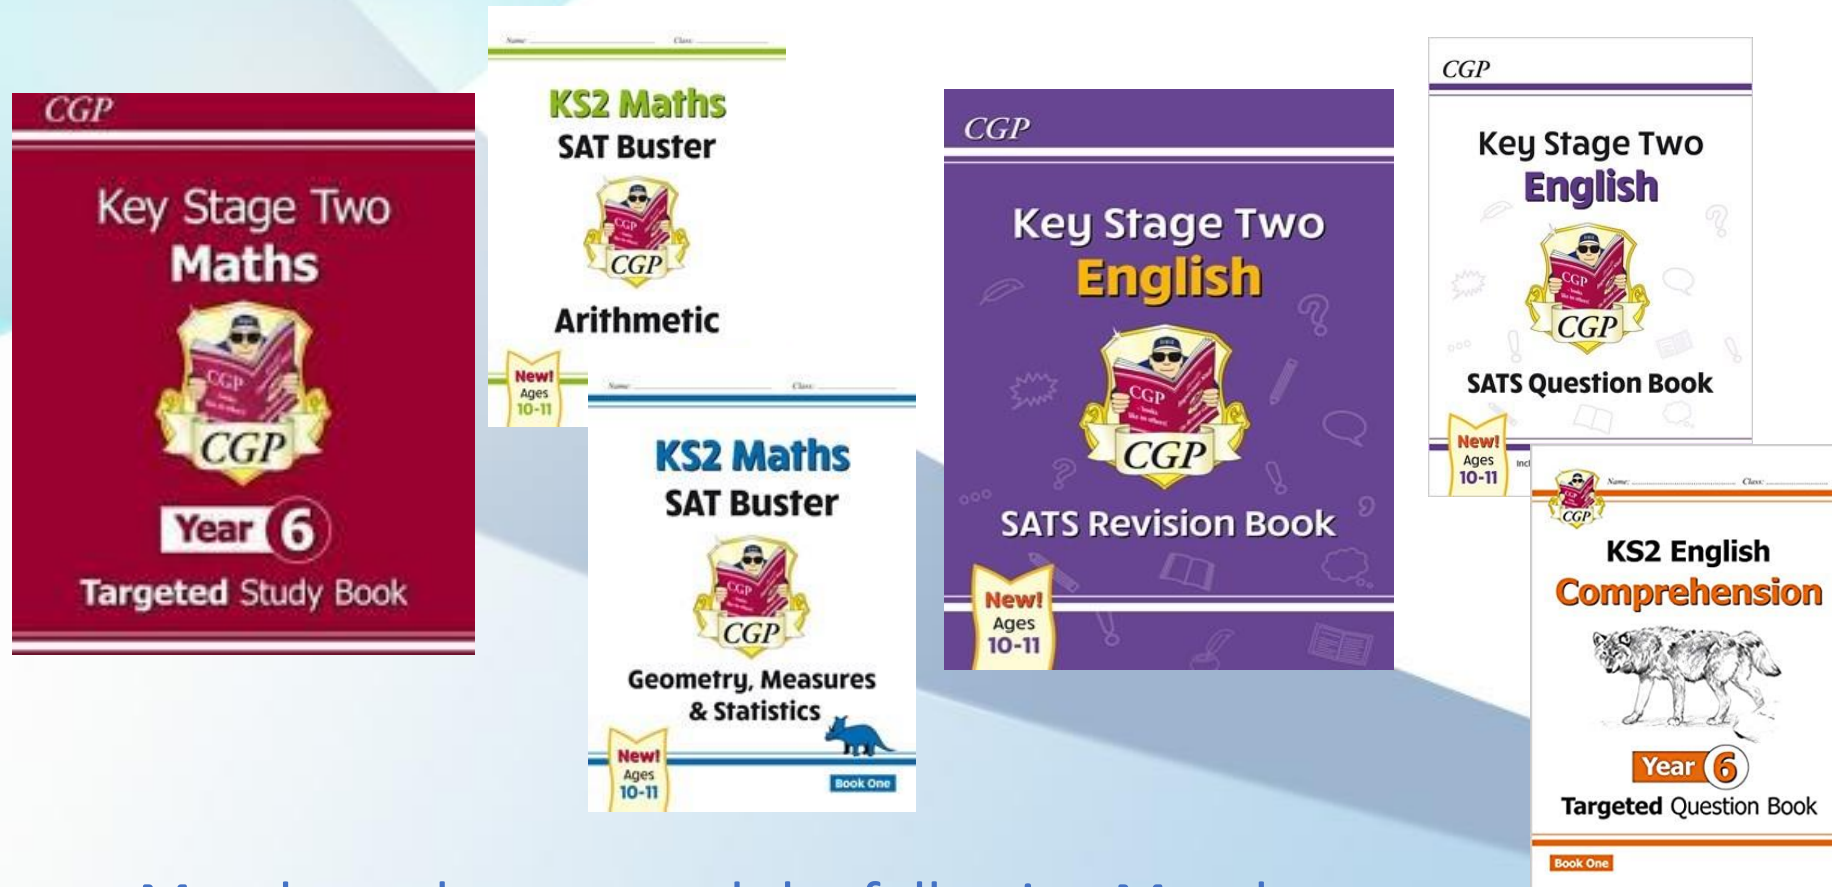 CGP
Key Stage Two
Maths
CGP
CGP
Year 6
Targeted Study Book
Name: Class:
KS2 Maths
SAT Buster
CGP
CGP
Arithmetic
New!
Ages
10-11
Name: Class:
KS2 Maths
SAT Buster
CGP
CGP
Geometry, Measures
& Statistics
New!
Ages
10-11
Book One
CGP
Key Stage Two
English
CGP
CGP
SATS Revision Book
New!
Ages
10-11
CGP
Key Stage Two
English
CGP
CGP
SATS Question Book
New!
Ages
10-11
Incl
CGP
Name: Class:
KS2 English
Comprehension
Year 6
Targeted Question Book
Book One